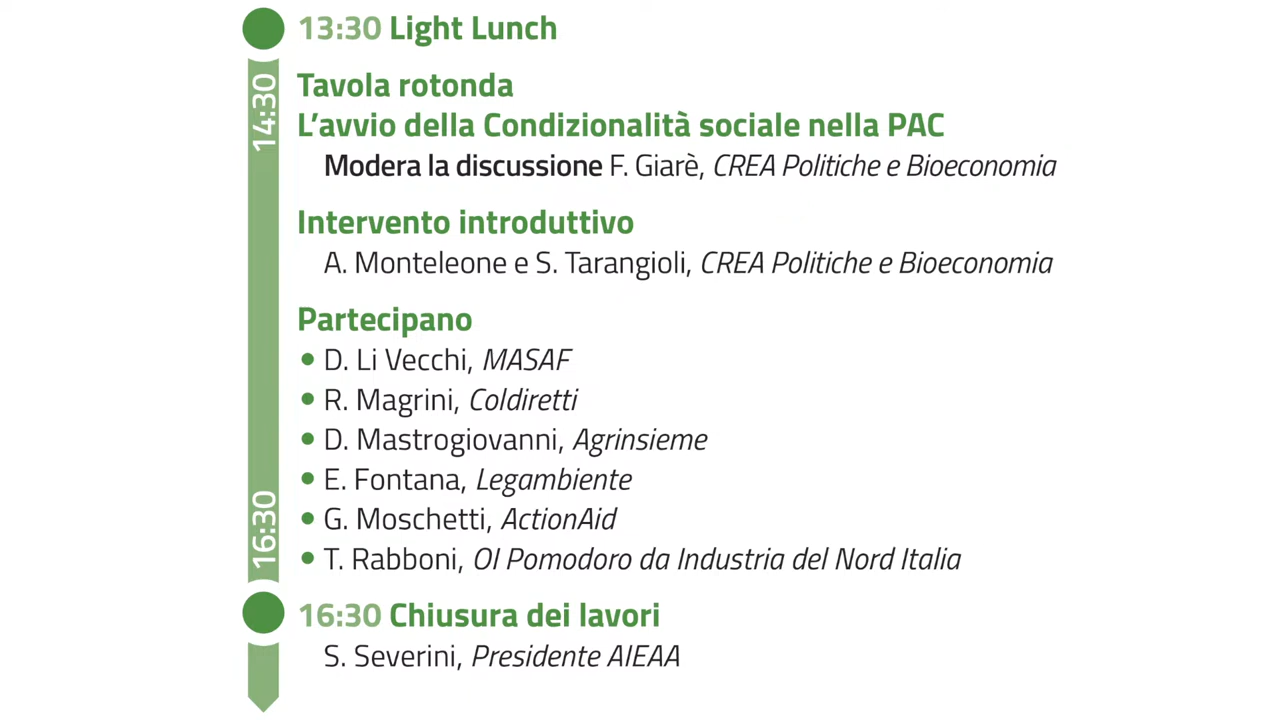 13:30 Light Lunch
14:30
Tavola rotonda
L’avvio della Condizionalità sociale nella PAC
Modera la discussione F. Giarè, CREA Politiche e Bioeconomia
Intervento introduttivo
A. Monteleone e S. Tarangioli, CREA Politiche e Bioeconomia
Partecipano
• D. Li Vecchi, MASAF
• R. Magrini, Coldiretti
• D. Mastrogiovanni, Agrinsieme
• E. Fontana, Legambiente
• G. Moschetti, ActionAid
• T. Rabboni, OI Pomodoro da Industria del Nord Italia
16:30
16:30 Chiusura dei lavori
S. Severini, Presidente AIEAA